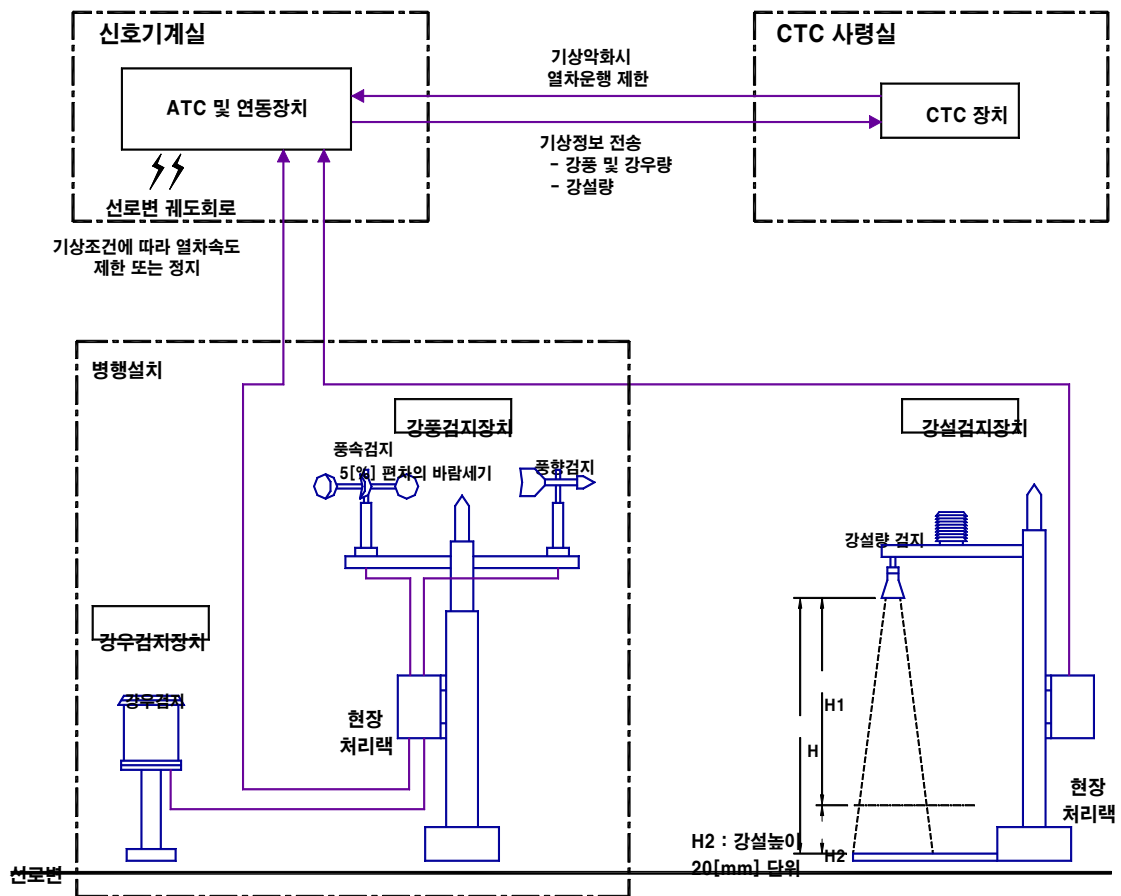 신호기계실
CTC 사령실
기상악화시
열차운행 제한
ATC 및 연동장치
CTC 장치
기상정보 전송
- 강풍 및 강우량
- 강설량
선로변 궤도회로
기상조건에 따라 열차속도
제한 또는 정지
병행설치
강풍검지장치
강설검지장치
풍속검지
5[%] 편차의 바람세기
풍향검지
강설량 검지
강우검지장치
강우검지
H1
현장
처리랙
H
현장
처리랙
H2 : 강설높이
20[mm] 단위
H2
선로변